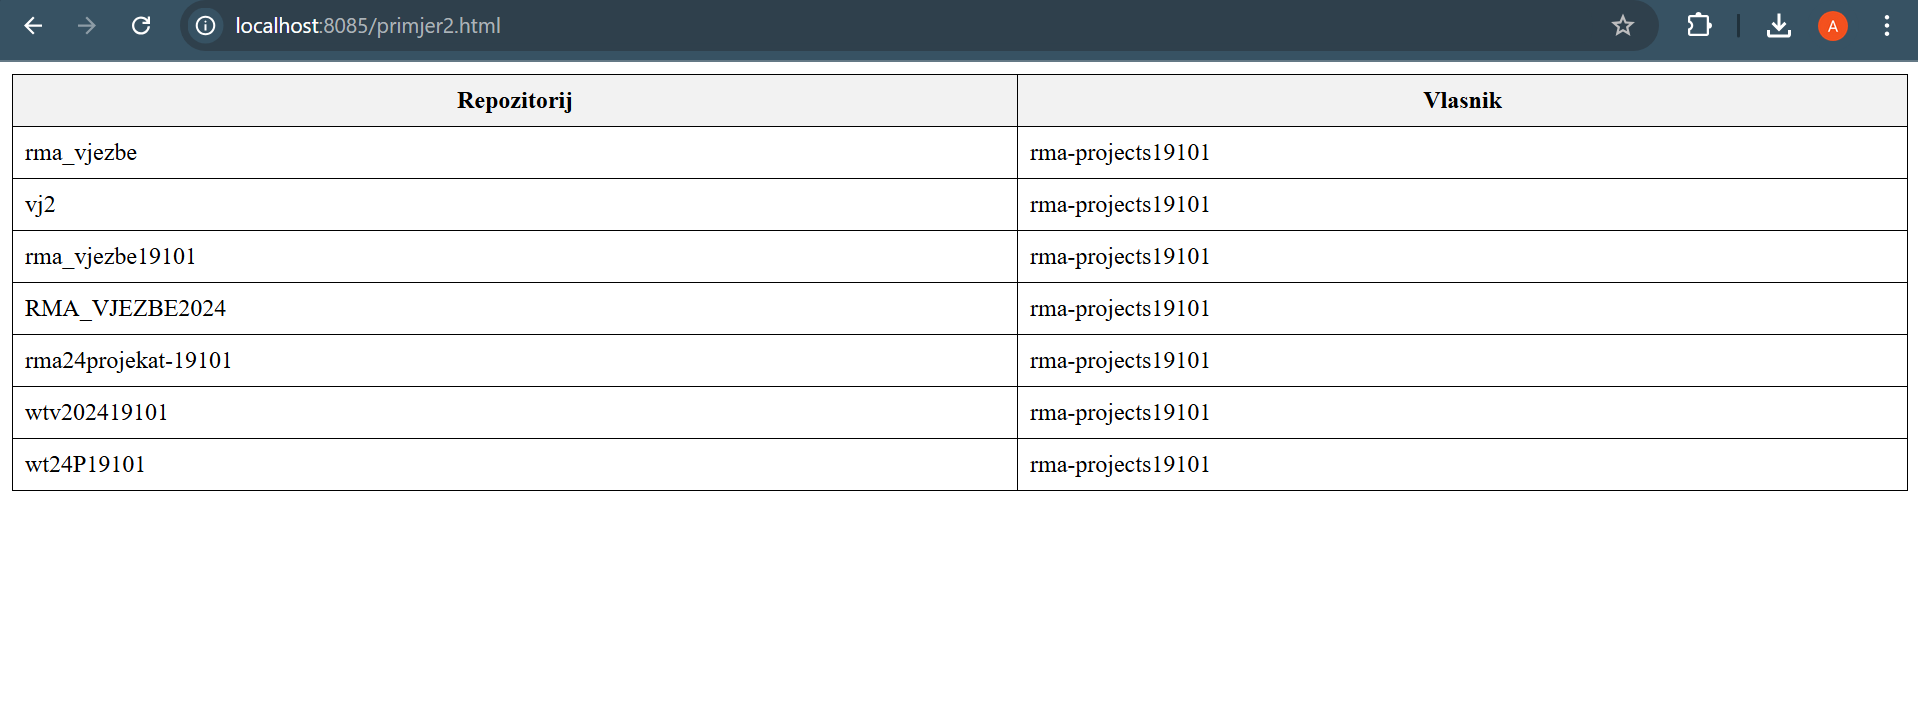 localhost:8085/primjer2.html
A
Repozitorij Vlasnik
rma_vjezbe rma-projects19101
vj2 rma-projects19101
rma_vjezbe19101 rma-projects19101
RMA_VJEZBE2024 rma-projects19101
rma24projekat-19101 rma-projects19101
wtv202419101 rma-projects19101
wt24P19101 rma-projects19101